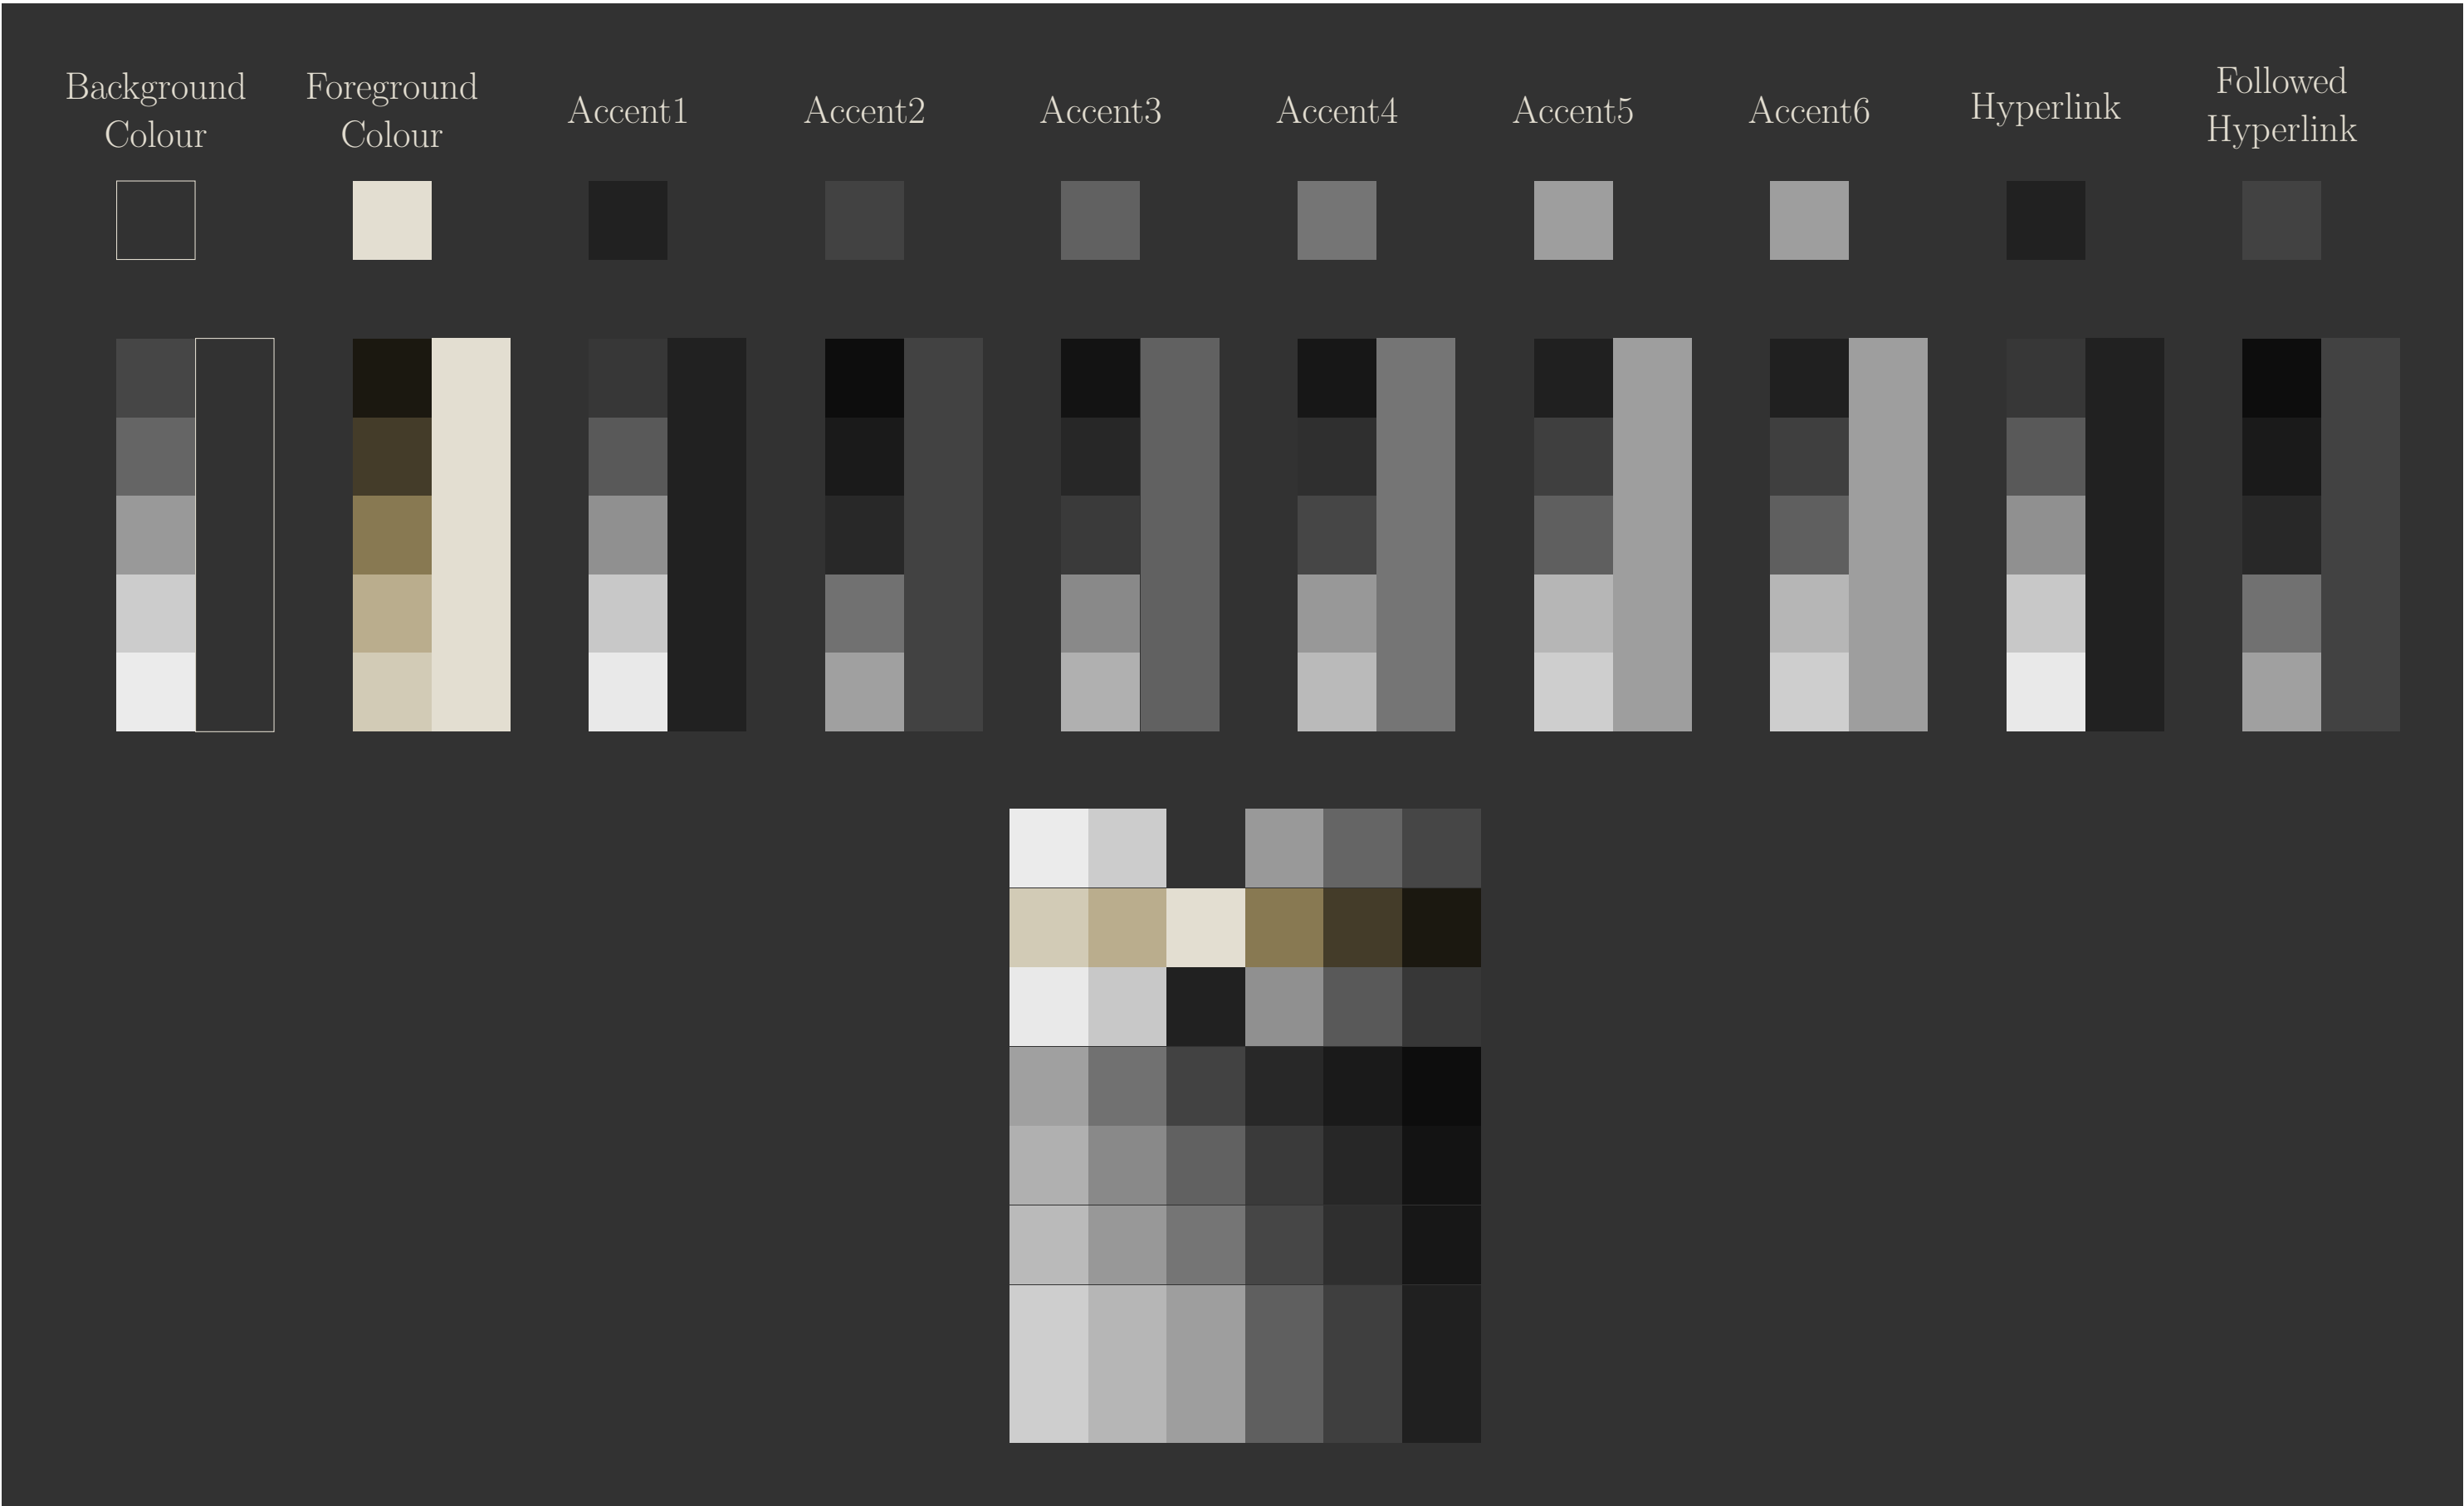 Background
Colour
Foreground
Colour
Accent1
Accent2
Accent3
Accent4
Accent5
Accent6
Hyperlink
Followed
Hyperlink